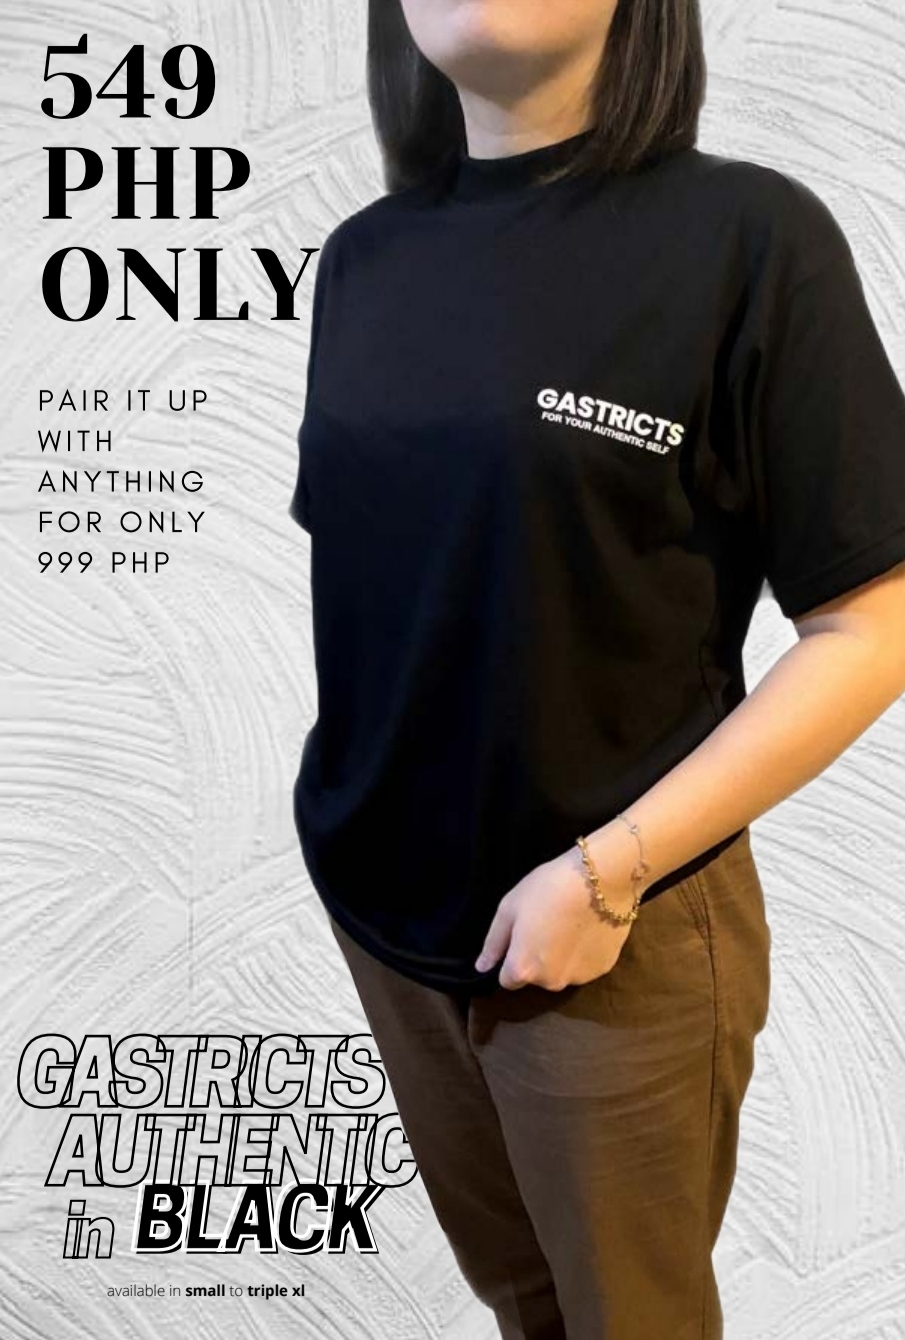 549
PHP
ONLY
PAIR IT UP
WITH
ANYTHING
FOR ONLY
999 PHP
GASTRICTS
FOR YOUR AUTHENTIC SELF
GASTRICTS
AUTHENTIC
in BLACK
available in small to triple xl